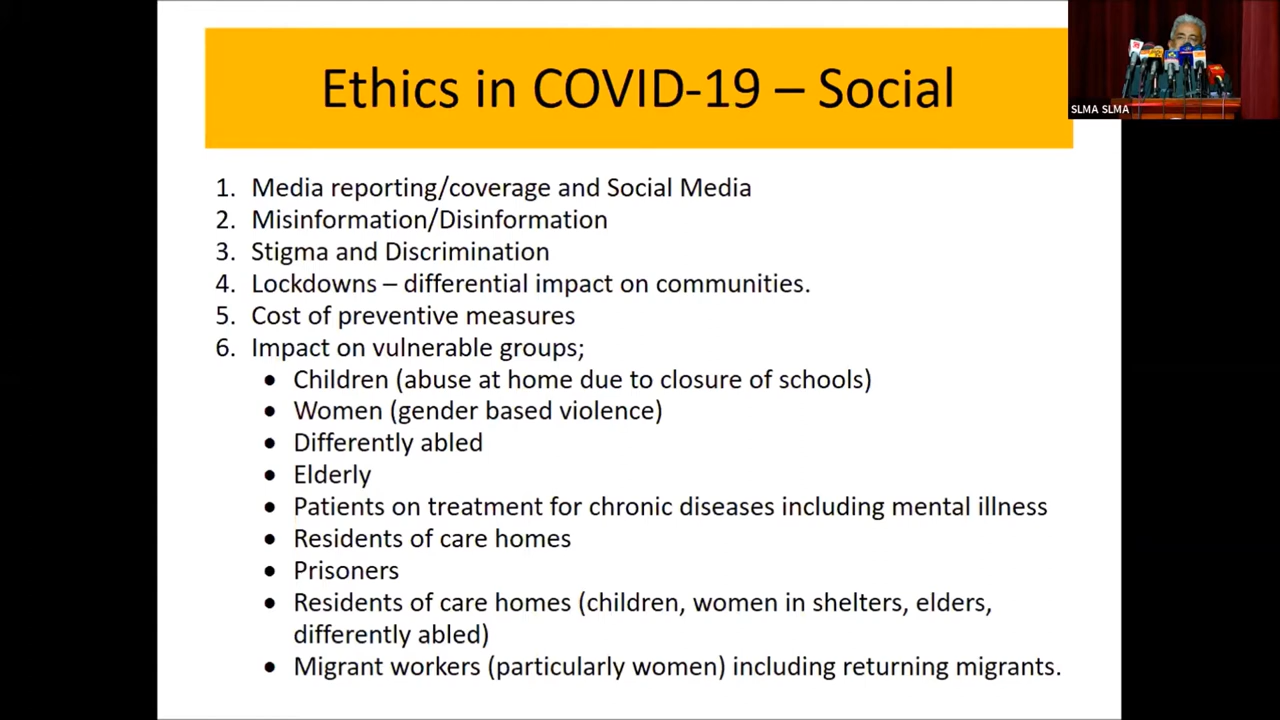 Ethics in COVID-19 – Social
SLMA SLMA
1. Media reporting/coverage and Social Media
2. Misinformation/Disinformation
3. Stigma and Discrimination
4. Lockdowns – differential impact on communities.
5. Cost of preventive measures
6. Impact on vulnerable groups;
• Children (abuse at home due to closure of schools)
• Women (gender based violence)
• Differently abled
• Elderly
• Patients on treatment for chronic diseases including mental illness
• Residents of care homes
• Prisoners
• Residents of care homes (children, women in shelters, elders,
differently abled)
• Migrant workers (particularly women) including returning migrants.